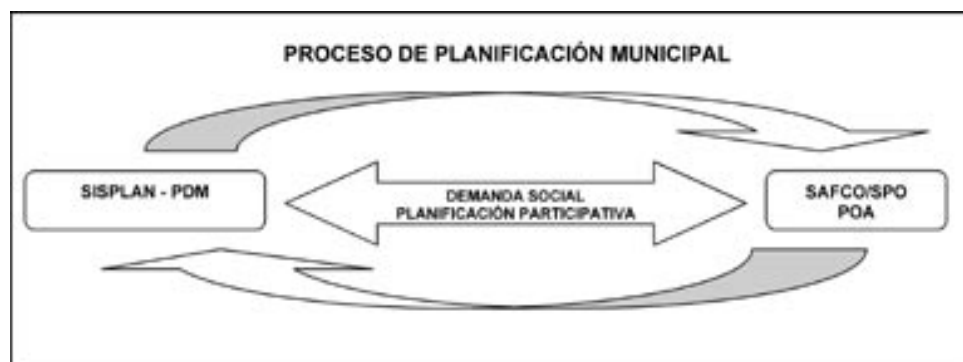 PROCESO DE PLANIFICACIÓN MUNICIPAL
SISPLAN - PDM
DEMANDA SOCIAL
PLANIFICACIÓN PARTICIPATIVA
SAFCO/SPO
POA